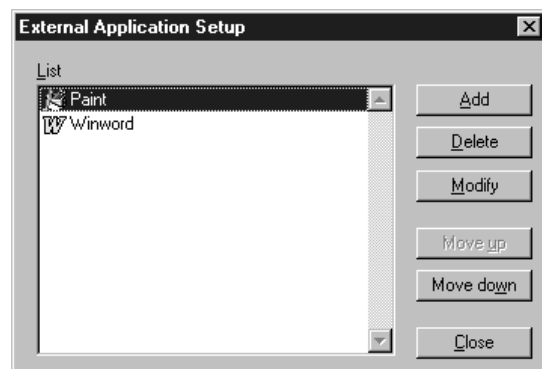 External Application Setup
List
Paint
Winword
Add
Delete
Modify
Move up
Move down
Close